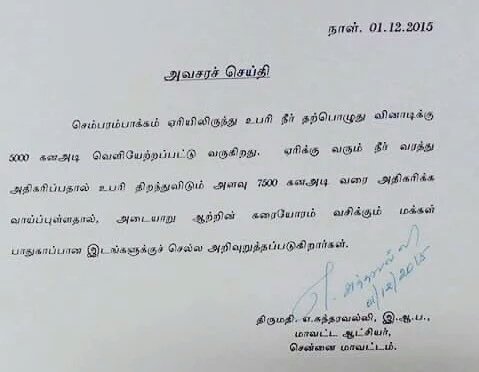 நாள். 01.12.2015
அவசரச் செய்தி
செம்பரம்பாக்கம் ஏரியிலிருந்து உபரி நீர் தற்பொழுது வினாடிக்கு
5000 கனஅடி வெளியேற்றப்பட்டு வருகிறது. ஏரிக்கு வரும் நீர் வரத்து
அதிகரிப்பதால் உபரி திறந்துவிடும் அளவு 7500 கனஅடி வரை அதிகரிக்க
வாய்ப்புள்ளதால், அடையாறு ஆற்றின் கரையோரம் வசிக்கும் மக்கள்
பாதுகாப்பான இடங்களுக்குச் செல்ல அறிவுறுத்தப்படுகிறார்கள்.
எ. சுந்தரவல்லி
01/12/2015
திருமதி. எ.சுந்தரவல்லி, இ.ஆ.ப.,
மாவட்ட ஆட்சியர்,
சென்னை மாவட்டம்.